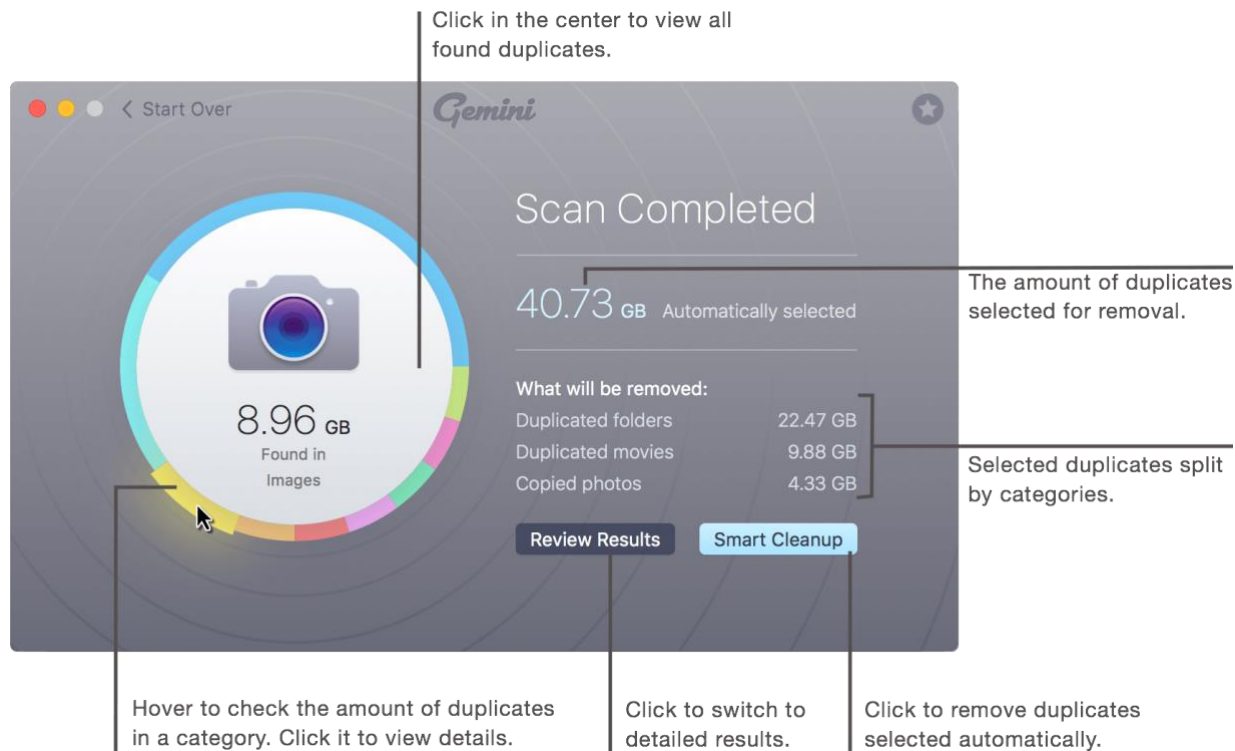 Click in the center to view all
found duplicates.
Start Over
Gemini
Scan Completed
40.73 GB Automatically selected
The amount of duplicates
selected for removal.
What will be removed:
Duplicated folders 22.47 GB
Duplicated movies 9.88 GB
Copied photos 4.33 GB
Selected duplicates split
by categories.
8.96 GB
Found in
Images
Review Results
Smart Cleanup
Hover to check the amount of duplicates
in a category. Click it to view details.
Click to switch to
detailed results.
Click to remove duplicates
selected automatically.